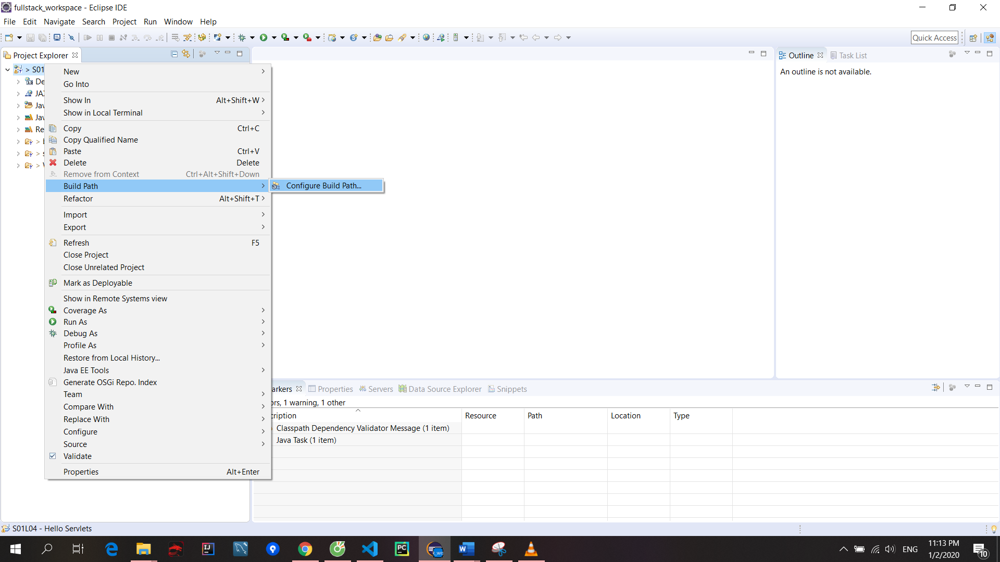 fullstack_workspace - Eclipse IDE
File Edit Navigate Search Project Run Window Help
Quick Access
Project Explorer
> S01
De
JAX
Jav
Jav
Re
>
> s
>
New
Go Into
Show In Alt+Shift+W
Show in Local Terminal
Copy Ctrl+C
Copy Qualified Name
Paste Ctrl+V
Delete Delete
Remove from Context Ctrl+Alt+Shift+Down
Build Path
Configure Build Path...
Refactor Alt+Shift+T
Import
Export
Refresh F5
Close Project
Close Unrelated Project
Mark as Deployable
Show in Remote Systems view
Coverage As
Run As
Debug As
Profile As
Restore from Local History...
Java EE Tools
Generate OSGi Repo. Index
Team
Compare With
Replace With
Configure
Source
Validate
Properties Alt+Enter
Outline Task List
An outline is not available.
arkers Properties Servers Data Source Explorer Snippets
ors, 1 warning, 1 other
cription Resource Path Location Type
Classpath Dependency Validator Message (1 item)
Java Task (1 item)
S01L04 - Hello Servlets
ENG
11:13 PM
1/2/2020
10